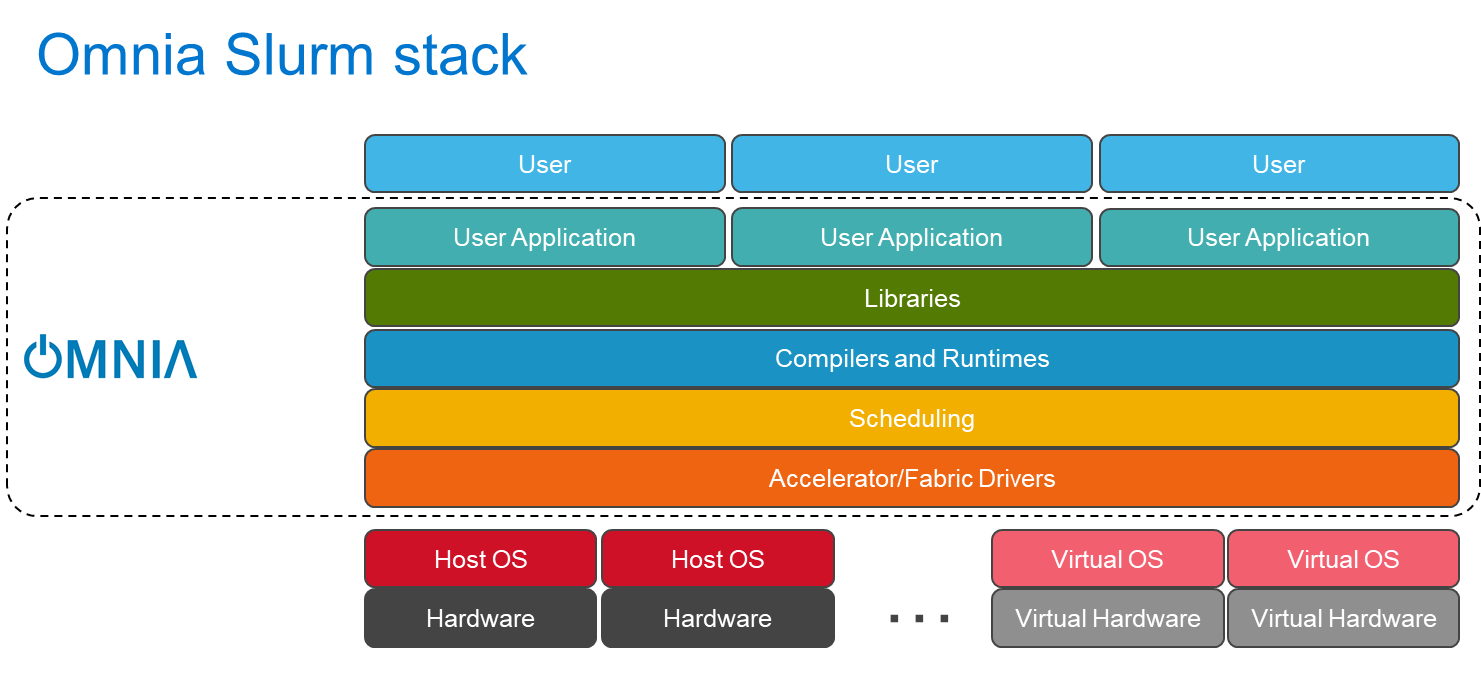 Omnia Slurm stack
User User User
User Application User Application User Application
Libraries
OMNIA
Compilers and Runtimes
Scheduling
Accelerator/Fabric Drivers
Host OS Host OS Virtual OS Virtual OS
Hardware Hardware ... Virtual Hardware Virtual Hardware